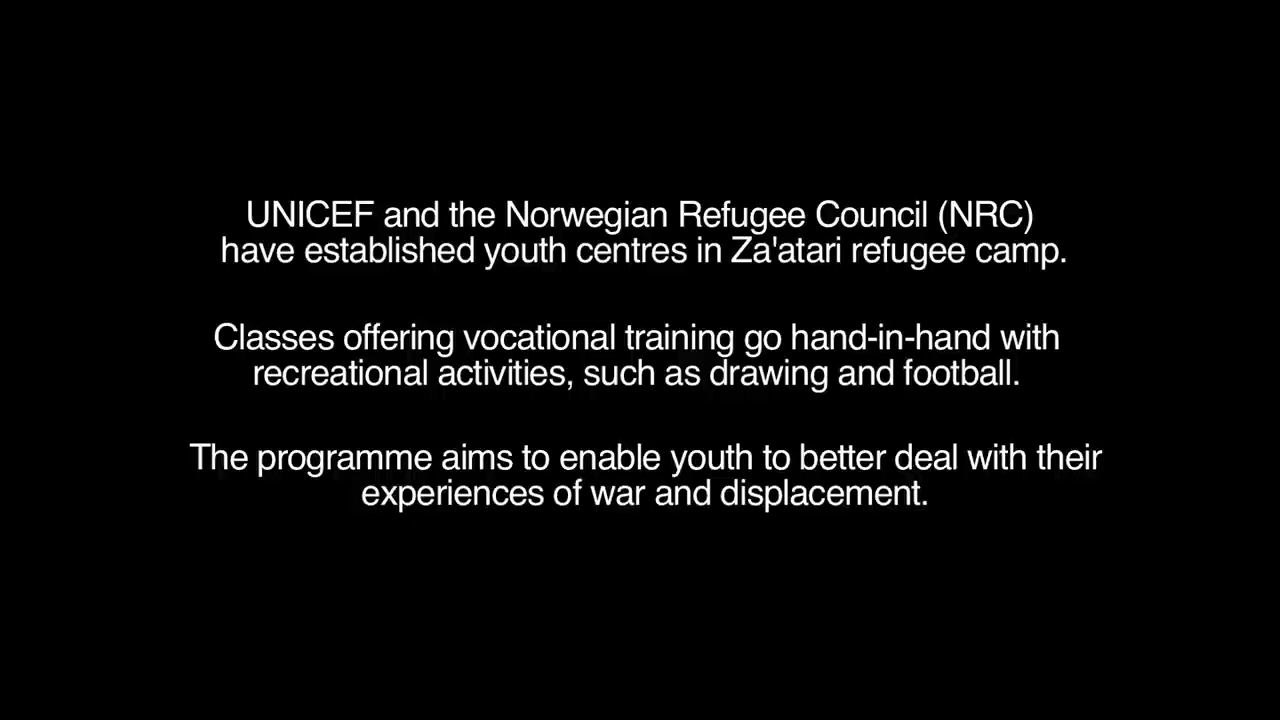 UNICEF and the Norwegian Refugee Council (NRC)
have established youth centres in Za'atari refugee camp.
Classes offering vocational training go hand-in-hand with
recreational activities, such as drawing and football.
The programme aims to enable youth to better deal with their
experiences of war and displacement.